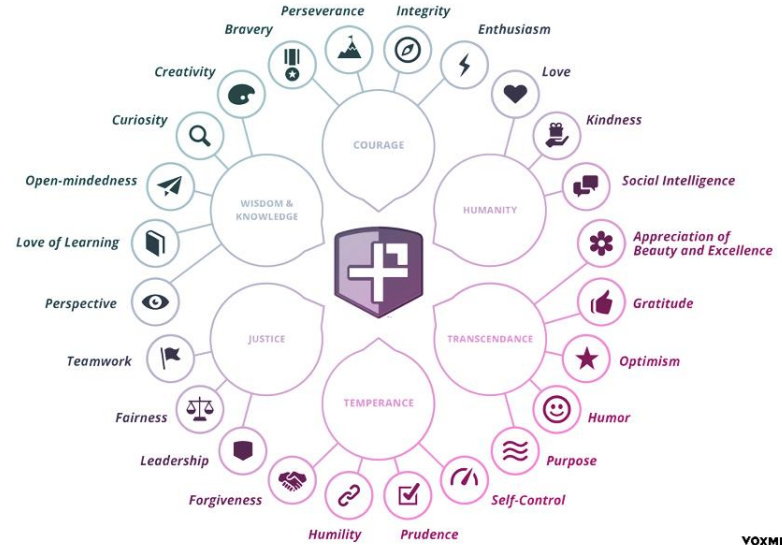 Perseverance
Integrity
Bravery
Enthusiasm
Creativity
Love
Curiosity
Kindness
COURAGE
Open-mindedness
Social Intelligence
WISDOM &
KNOWLEDGE
HUMANITY
Love of Learning
Appreciation of
Beauty and Excellence
Perspective
Gratitude
JUSTICE
TRANSCENDANCE
Teamwork
Optimism
TEMPERANCE
Fairness
Humor
Leadership
Purpose
Forgiveness
Self-Control
Humility
Prudence